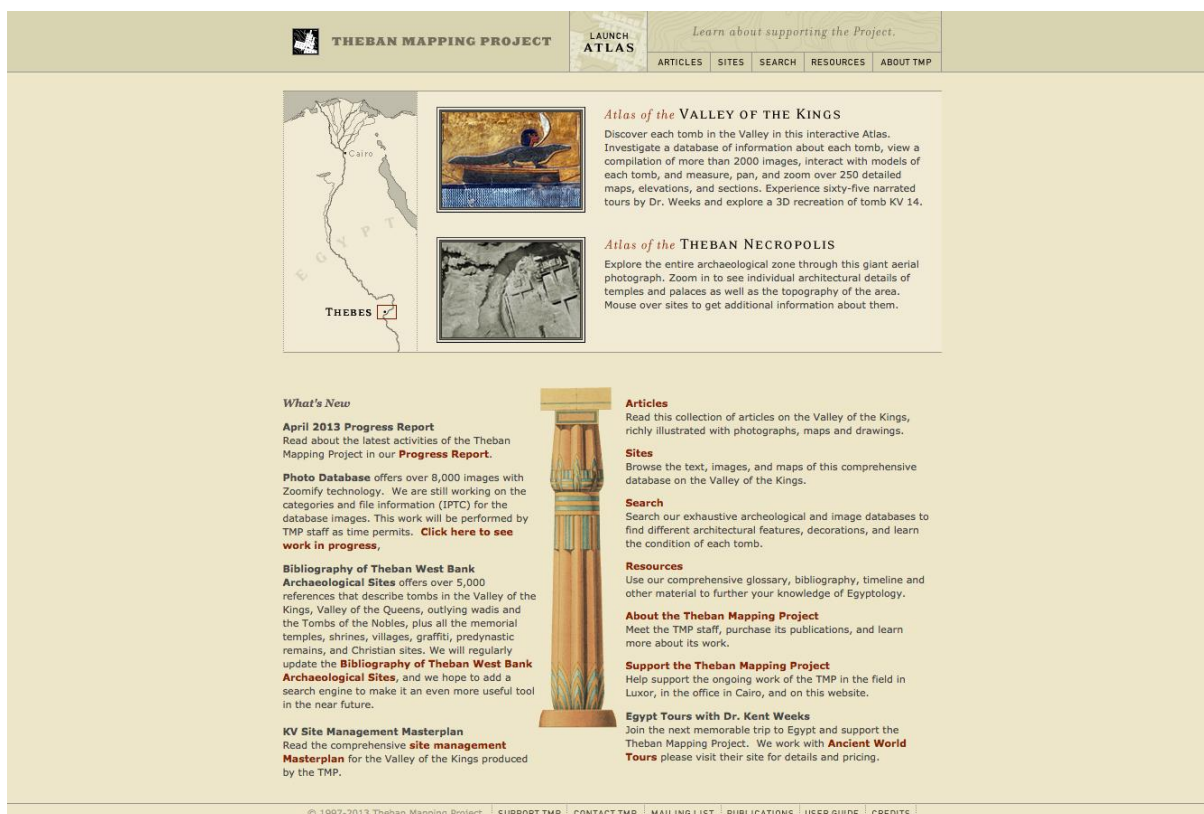 THEBAN MAPPING PROJECT
LAUNCH
ATLAS
Learn about supporting the Project.
ARTICLES
SITES
SEARCH
RESOURCES
ABOUT TMP
Cairo
EGYPT
THEBES
Atlas of the VALLEY OF THE KINGS
Discover each tomb in the Valley in this interactive Atlas.
Investigate a database of information about each tomb, view a
compilation of more than 2000 images, interact with models of
each tomb, and measure, pan, and zoom over 250 detailed
maps, elevations, and sections. Experience sixty-five narrated
tours by Dr. Weeks and explore a 3D recreation of tomb KV 14.
Atlas of the THEBAN NECROPOLIS
Explore the entire archaeological zone through this giant aerial
photograph. Zoom in to see individual architectural details of
temples and palaces as well as the topography of the area.
Mouse over sites to get additional information about them.
What's New
April 2013 Progress Report
Read about the latest activities of the Theban
Mapping Project in our Progress Report.
Photo Database offers over 8,000 images with
Zoomify technology.  We are still working on the
categories and file information (IPTC) for the
database images. This work will be performed by
TMP staff as time permits.  Click here to see
work in progress,
Bibliography of Theban West Bank
Archaeological Sites offers over 5,000
references that describe tombs in the Valley of the
Kings, Valley of the Queens, outlying wadis and
the Tombs of the Nobles, plus all the memorial
temples, shrines, villages, graffiti, predynastic
remains, and Christian sites. We will regularly
update the Bibliography of Theban West Bank
Archaeological Sites, and we hope to add a
search engine to make it an even more useful tool
in the near future.
KV Site Management Masterplan
Read the comprehensive site management
Masterplan for the Valley of the Kings produced
by the TMP.
Articles
Read this collection of articles on the Valley of the Kings,
richly illustrated with photographs, maps and drawings.
Sites
Browse the text, images, and maps of this comprehensive
database on the Valley of the Kings.
Search
Search our exhaustive archeological and image databases to
find different architectural features, decorations, and learn
the condition of each tomb.
Resources
Use our comprehensive glossary, bibliography, timeline and
other material to further your knowledge of Egyptology.
About the Theban Mapping Project
Meet the TMP staff, purchase its publications, and learn
more about its work.
Support the Theban Mapping Project
Help support the ongoing work of the TMP in the field in
Luxor, in the office in Cairo, and on this website.
Egypt Tours with Dr. Kent Weeks
Join the next memorable trip to Egypt and support the
Theban Mapping Project.  We work with Ancient World
Tours please visit their site for details and pricing.
© 1997-2013 Theban Mapping Project
SUPPORT TMP
CONTACT TMP
MAILING LIST
PUBLICATIONS
USER GUIDE
CREDITS